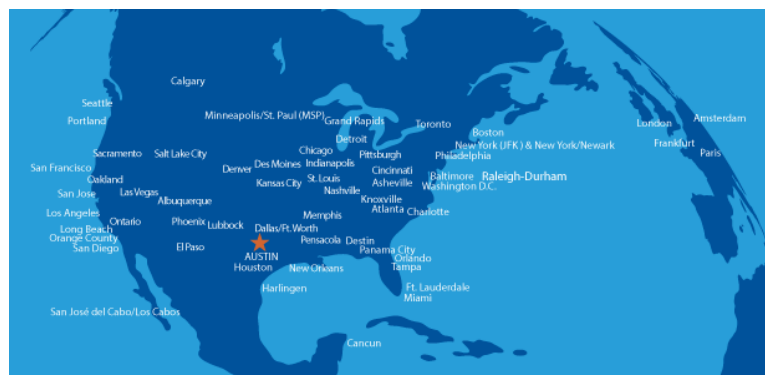 Calgary
Seattle
Portland
Minneapolis/St. Paul (MSP)
Grand Rapids
Toronto
London
Amsterdam
Boston
Detroit
New York (JFK ) & New York/Newark
Frankfurt
Paris
Sacramento
Salt Lake City
Chicago
Pittsburgh
Philadelphia
San Francisco
Denver
Des Moines
Indianapolis
Cincinnati
Oakland
Kansas City
St. Louis
Asheville
Baltimore
Raleigh-Durham
Washington D.C.
San Jose
Las Vegas
Albuquerque
Nashville
Knoxville
Los Angeles
Ontario
Phoenix
Lubbock
Memphis
Atlanta
Charlotte
Long Beach
Orange County
San Diego
El Paso
Dallas/Ft. Worth
Pensacola
Destin
Panama City
AUSTIN
Houston
New Orleans
Orlando
Tampa
Harlingen
Ft. Lauderdale
Miami
San José del Cabo/Los Cabos
Cancun